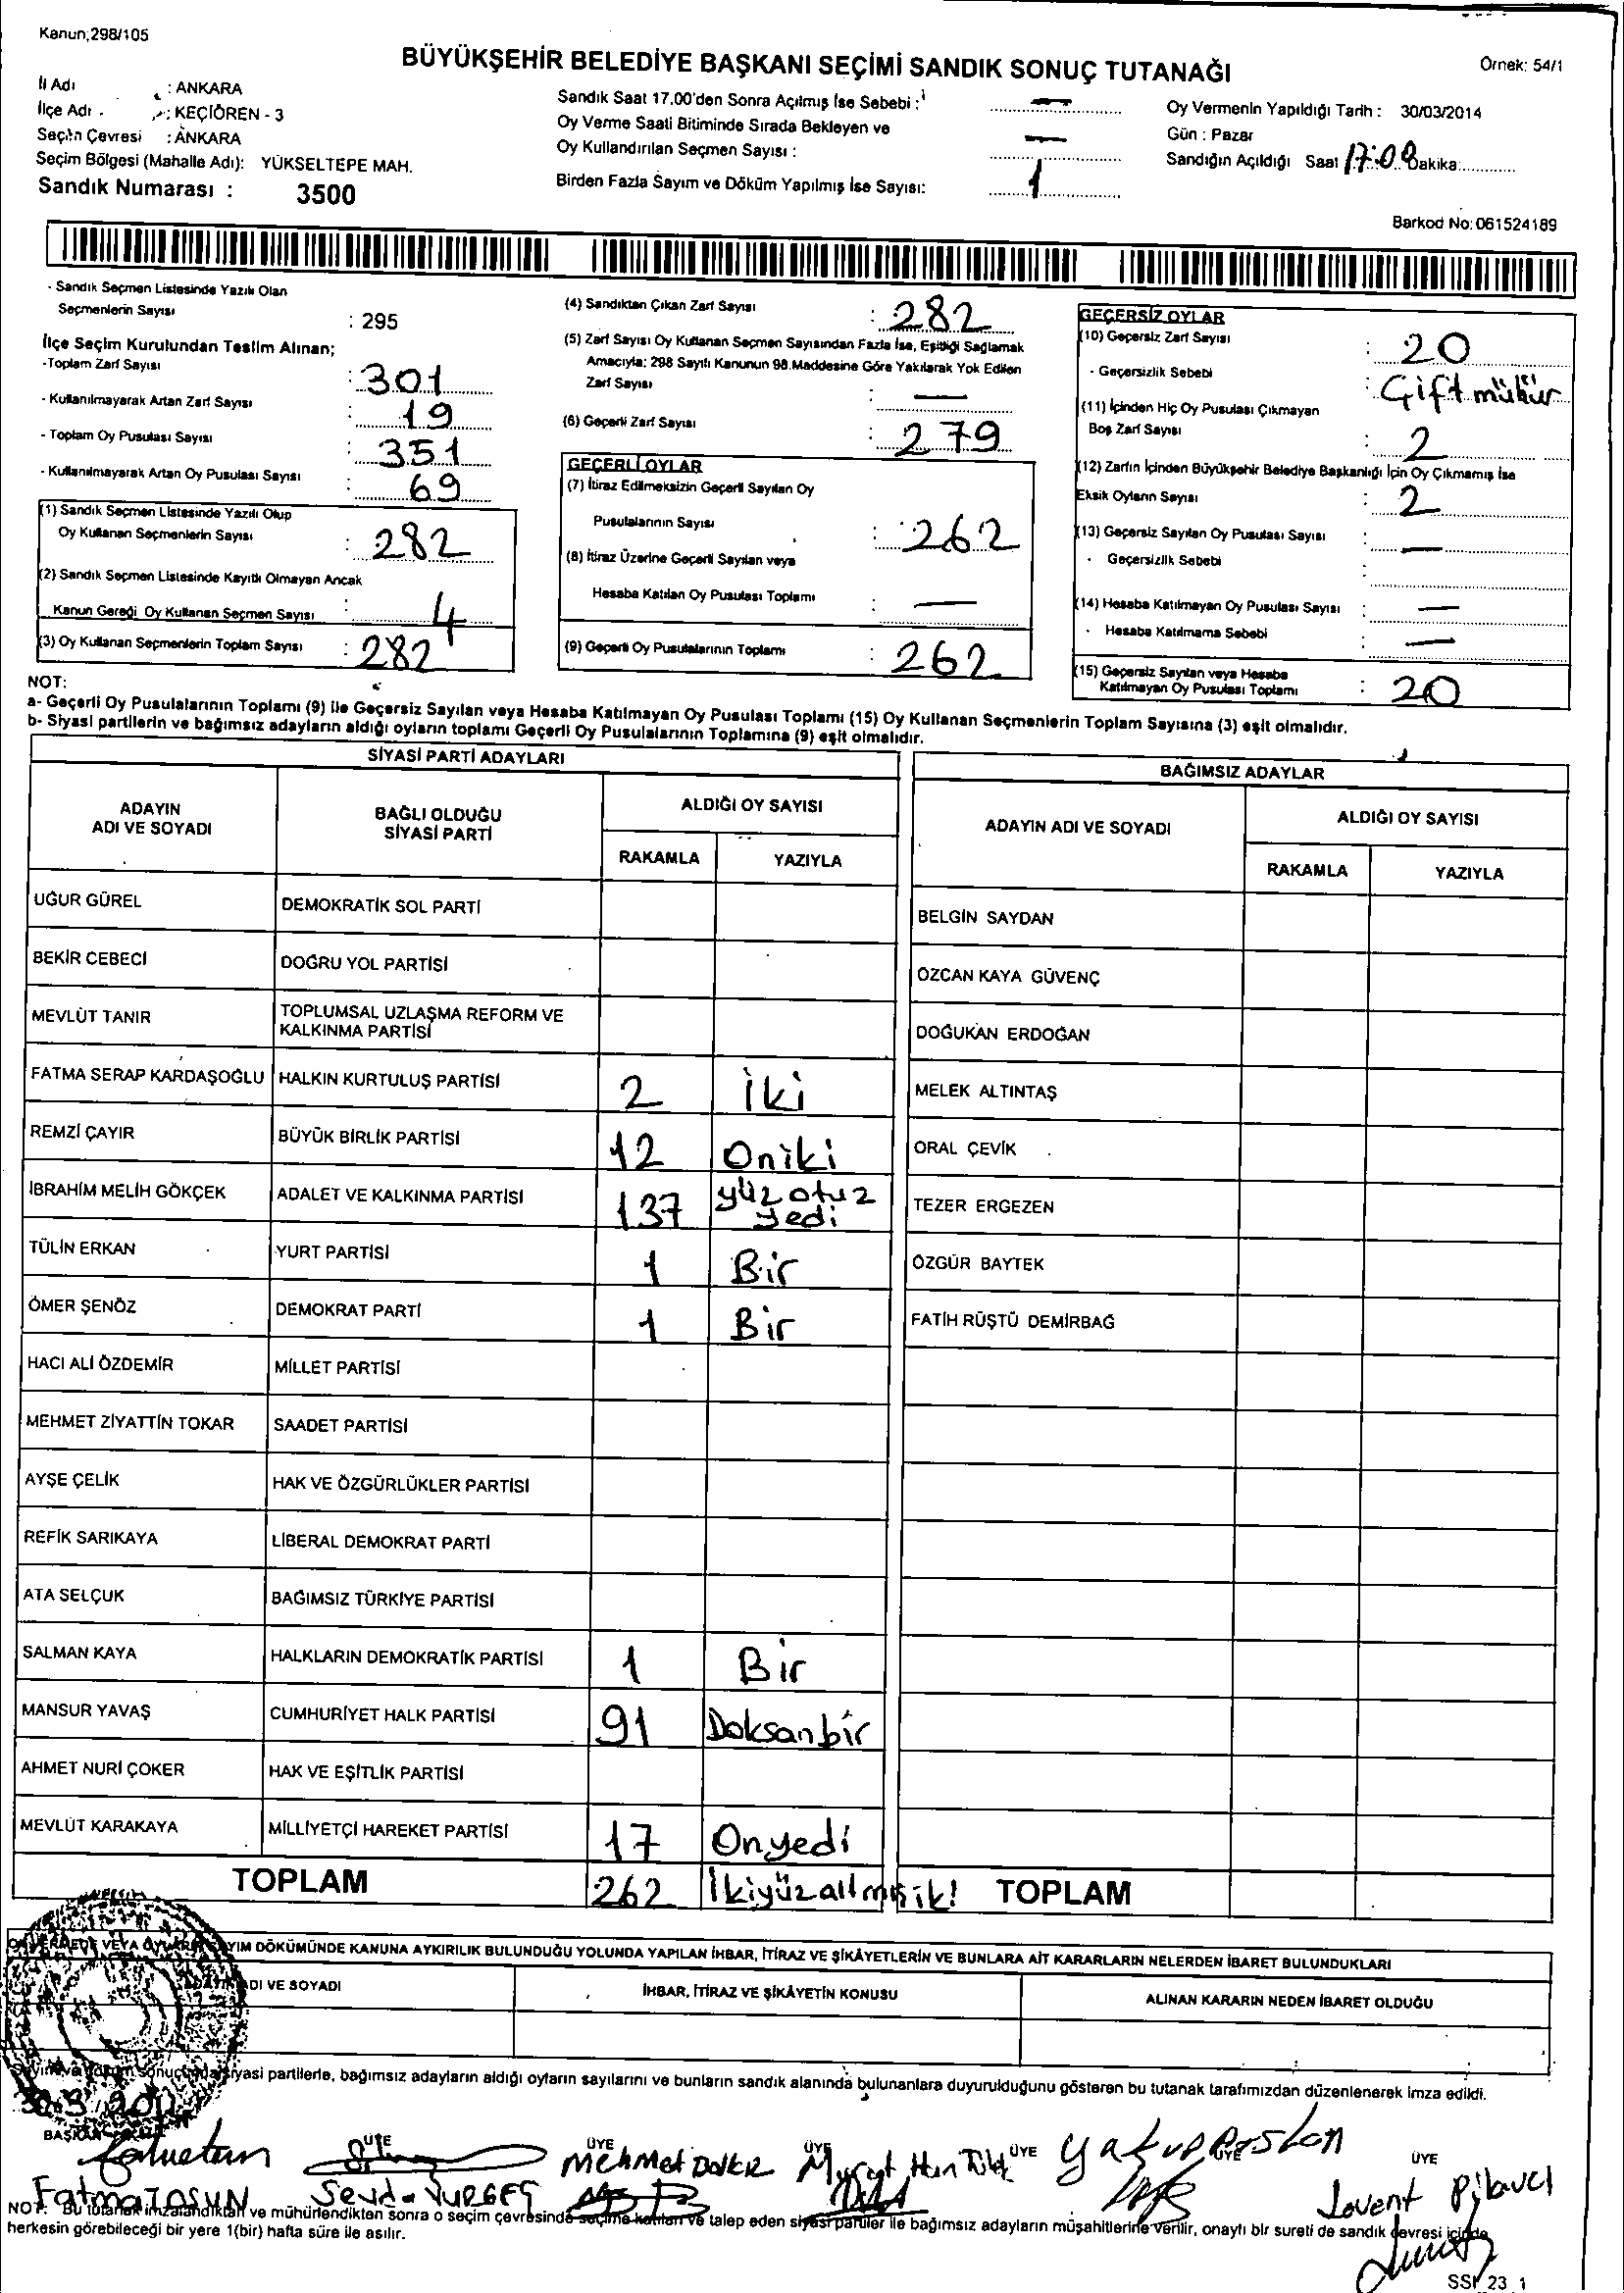 Kanun;298/105
BÜYÜKŞEHİR BELEDİYE BAŞKANI SEÇİMİ SANDIK SONUÇ TUTANAĞI
Örnek: 54/1
İl Adı : ANKARA
İlçe Adı : KEÇİÖREN - 3
Seçim Çevresi : ANKARA
Seçim Bölgesi (Mahalle Adı): YÜKSELTEPE MAH.
Sandık Numarası : 3500
Sandık Saat 17.00'den Sonra Açılmış İse Sebebi : —
Oy Verme Saati Bitiminde Sırada Bekleyen ve
Oy Kullandırılan Seçmen Sayısı : —
Birden Fazla Sayım ve Döküm Yapılmış İse Sayısı: 1
Oy Vermenin Yapıldığı Tarih : 30/03/2014
Gün : Pazar
Sandığın Açıldığı Saat 17:00 Dakika:
Barkod No: 061524189
- Sandık Seçmen Listesinde Yazılı Olan
Seçmenlerin Sayısı : 295
İlçe Seçim Kurulundan Teslim Alınan;
-Toplam Zarf Sayısı : 301
- Kullanılmayarak Artan Zarf Sayısı : 19
- Toplam Oy Pusulası Sayısı : 351
- Kullanılmayarak Artan Oy Pusulası Sayısı : 69
(1) Sandık Seçmen Listesinde Yazılı Olup
Oy Kullanan Seçmenlerin Sayısı : 282
(2) Sandık Seçmen Listesinde Kayıtlı Olmayan Ancak
Kanun Gereği Oy Kullanan Seçmen Sayısı : 4
(3) Oy Kullanan Seçmenlerin Toplam Sayısı : 282
(4) Sandıktan Çıkan Zarf Sayısı : 282
(5) Zarf Sayısı Oy Kullanan Seçmen Sayısından Fazla İse, Eşitliği Sağlamak
Amacıyla; 298 Sayılı Kanunun 98.Maddesine Göre Yakılarak Yok Edilen
Zarf Sayısı : —
(6) Geçerli Zarf Sayısı : 279
GEÇERLİ OYLAR
(7) İtiraz Edilmeksizin Geçerli Sayılan Oy
Pusulalarının Sayısı : 262
(8) İtiraz Üzerine Geçerli Sayılan veya
Hesaba Katılan Oy Pusulası Toplamı : —
(9) Geçerli Oy Pusulalarının Toplamı : 262
GEÇERSİZ OYLAR
(10) Geçersiz Zarf Sayısı : 20
- Geçersizlik Sebebi : Çift mühür
(11) İçinden Hiç Oy Pusulası Çıkmayan
Boş Zarf Sayısı : 2
(12) Zarfın İçinden Büyükşehir Belediye Başkanlığı İçin Oy Çıkmamış İse
Eksik Oyların Sayısı : 2
(13) Geçersiz Sayılan Oy Pusulası Sayısı : —
- Geçersizlik Sebebi :
(14) Hesaba Katılmayan Oy Pusulası Sayısı : —
- Hesaba Katılmama Sebebi : —
(15) Geçersiz Sayılan veya Hesaba
Katılmayan Oy Pusulası Toplamı : 20
NOT:
a- Geçerli Oy Pusulalarının Toplamı (9) ile Geçersiz Sayılan veya Hesaba Katılmayan Oy Pusulası Toplamı (15) Oy Kullanan Seçmenlerin Toplam Sayısına (3) eşit olmalıdır.
b- Siyasi partilerin ve bağımsız adayların aldığı oyların toplamı Geçerli Oy Pusulalarının Toplamına (9) eşit olmalıdır.
SİYASİ PARTİ ADAYLARI
ADAYIN ADI VE SOYADI
BAĞLI OLDUĞU SİYASİ PARTİ
ALDIĞI OY SAYISI
RAKAMLA YAZIYLA
UĞUR GÜREL DEMOKRATİK SOL PARTİ
BEKİR CEBECİ DOĞRU YOL PARTİSİ
MEVLÜT TANIR TOPLUMSAL UZLAŞMA REFORM VE KALKINMA PARTİSİ
FATMA SERAP KARDAŞOĞLU HALKIN KURTULUŞ PARTİSİ 2 İki
REMZİ ÇAYIR BÜYÜK BİRLİK PARTİSİ 12 Oniki
İBRAHİM MELİH GÖKÇEK ADALET VE KALKINMA PARTİSİ 137 yüz otuz yedi
TÜLİN ERKAN YURT PARTİSİ 1 Bir
ÖMER ŞENÖZ DEMOKRAT PARTİ 1 Bir
HACI ALİ ÖZDEMİR MİLLET PARTİSİ
MEHMET ZİYATTİN TOKAR SAADET PARTİSİ
AYŞE ÇELİK HAK VE ÖZGÜRLÜKLER PARTİSİ
REFİK SARIKAYA LİBERAL DEMOKRAT PARTİ
ATA SELÇUK BAĞIMSIZ TÜRKİYE PARTİSİ
SALMAN KAYA HALKLARIN DEMOKRATİK PARTİSİ 1 Bir
MANSUR YAVAŞ CUMHURİYET HALK PARTİSİ 91 Doksanbir
AHMET NURİ ÇOKER HAK VE EŞİTLİK PARTİSİ
MEVLÜT KARAKAYA MİLLİYETÇİ HAREKET PARTİSİ 17 Onyedi
TOPLAM 262 İkiyüzaltmışiki
BAĞIMSIZ ADAYLAR
ADAYIN ADI VE SOYADI
ALDIĞI OY SAYISI
RAKAMLA YAZIYLA
BELGİN SAYDAN
ÖZCAN KAYA GÜVENÇ
DOĞUKAN ERDOĞAN
MELEK ALTINTAŞ
ORAL ÇEVİK
TEZER ERGEZEN
ÖZGÜR BAYTEK
FATİH RÜŞTÜ DEMİRBAĞ
TOPLAM
VEYA DÖKÜMÜNDE KANUNA AYKIRILIK BULUNDUĞU YOLUNDA YAPILAN İHBAR, İTİRAZ VE ŞİKÂYETLERİN VE BUNLARA AİT KARARLARIN NELERDEN İBARET BULUNDUKLARI
ADI VE SOYADI
İHBAR, İTİRAZ VE ŞİKÂYETİN KONUSU
ALINAN KARARIN NEDEN İBARET OLDUĞU
siyasi partilerle, bağımsız adayların aldığı oyların sayılarını ve bunların sandık alanında bulunanlara duyurulduğunu gösteren bu tutanak tarafımızdan düzenlenerek imza edildi.
BAŞKAN ÜYE ÜYE ÜYE ÜYE ÜYE ÜYE
Fatma TOSUN
Mehmet
Pilavcı
NOT: Bu tutanak imzalandıktan ve mühürlendikten sonra o seçim çevresinde seçime katılan ve talep eden siyasi partiler ile bağımsız adayların müşahitlerine verilir, onaylı bir sureti de sandık çevresi içinde
herkesin görebileceği bir yere 1(bir) hafta süre ile asılır.
SSI_23_1